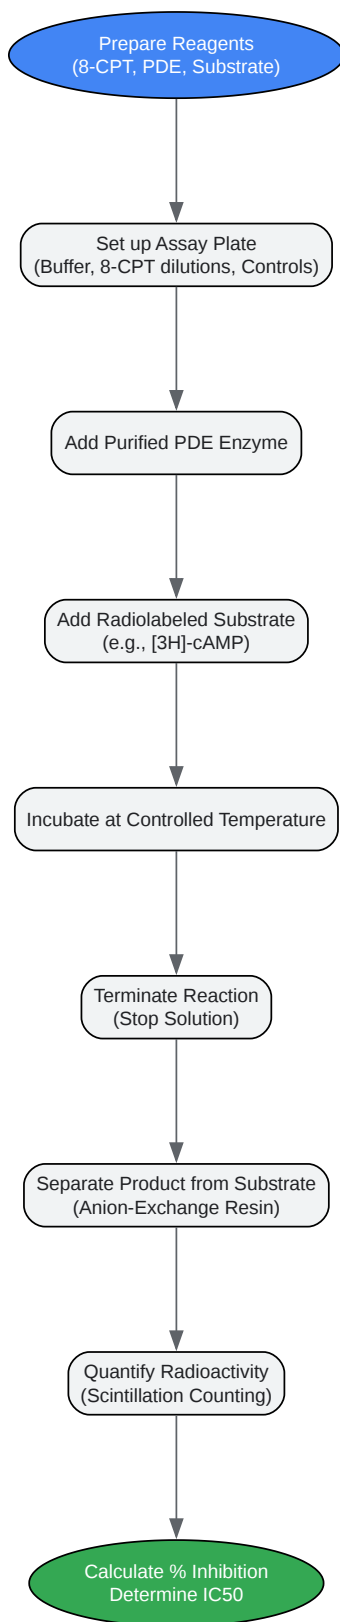 Prepare Reagents
(8-CPT, PDE, Substrate)
Set up Assay Plate
(Buffer, 8-CPT dilutions, Controls)
Add Purified PDE Enzyme
Add Radiolabeled Substrate
(e.g., [3H]-cAMP)
Incubate at Controlled Temperature
Terminate Reaction
(Stop Solution)
Separate Product from Substrate
(Anion-Exchange Resin)
Quantify Radioactivity
(Scintillation Counting)
Calculate % Inhibition
Determine IC50